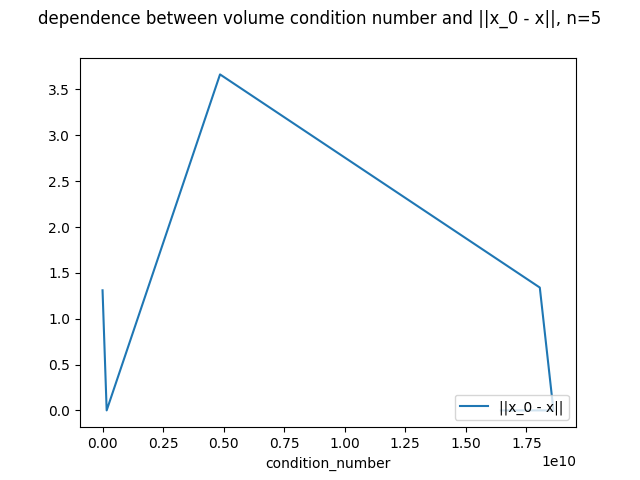 dependence between volume condition number and ||x_0 - x||, n=5
3.5
3.0
2.5
2.0
1.5
1.0
0.5
0.0
||x_0 - x||
0.00 0.25 0.50 0.75 1.00 1.25 1.50 1.75
1e10
condition_number